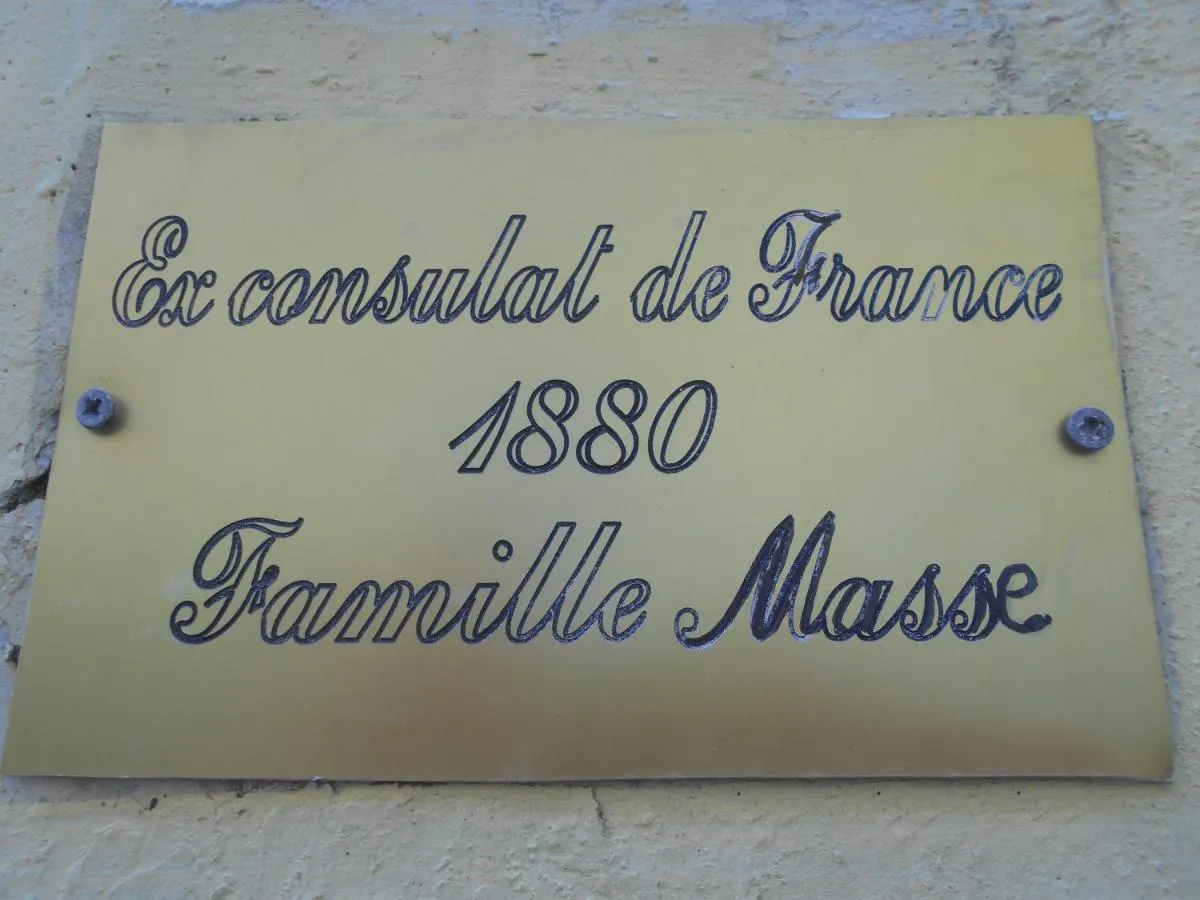 Ex consulat de France
1880
Famille Masse